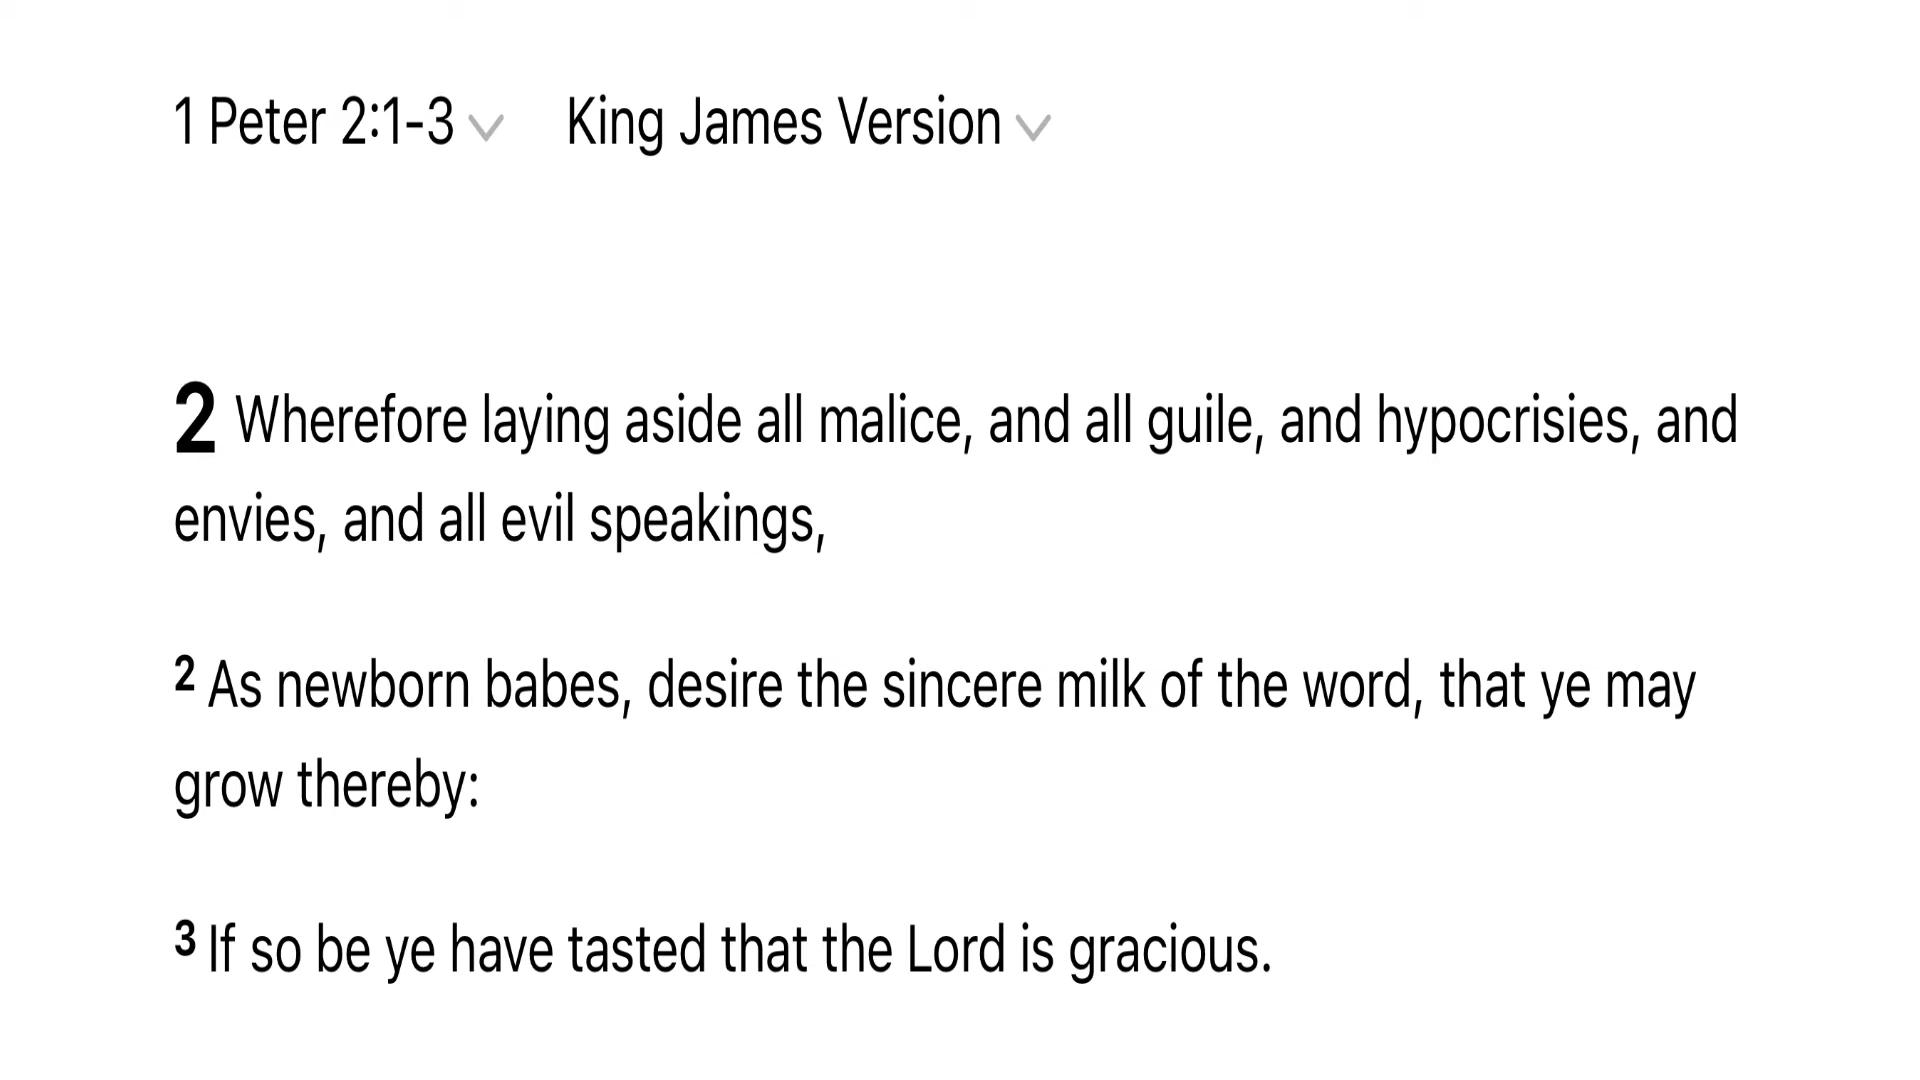 1 Peter 2:1-3 King James Version
2 Wherefore laying aside all malice, and all guile, and hypocrisies, and
envies, and all evil speakings,
2 As newborn babes, desire the sincere milk of the word, that ye may
grow thereby:
3 If so be ye have tasted that the Lord is gracious.